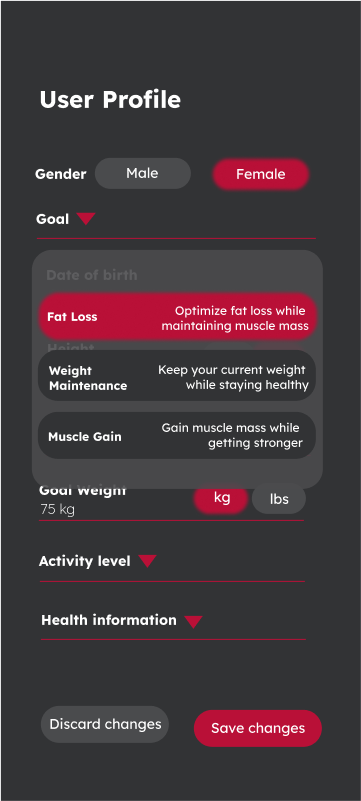 User Profile
Gender
Male
Female
Goal
Date of birth
Fat Loss
Optimize fat loss while
maintaining muscle mass
Height
Weight
Maintenance
Keep your current weight
while staying healthy
Muscle Gain
Gain muscle mass while
getting stronger
Goal Weight
75 kg
kg
lbs
Activity level
Health information
Discard changes
Save changes